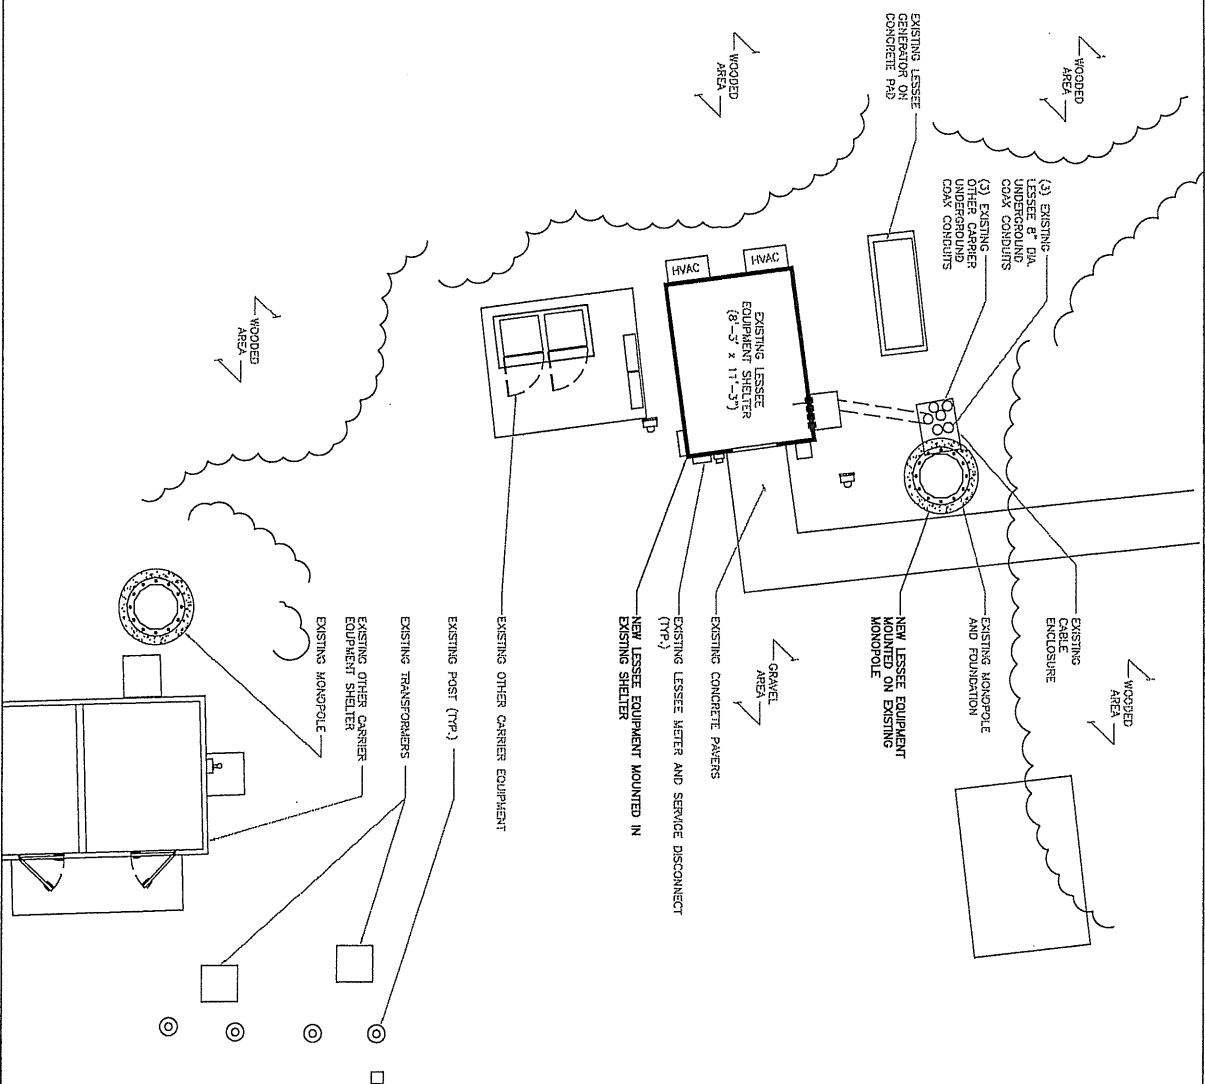 WOODED
AREA
EXISTING LESSEE
GENERATOR ON
CONCRETE PAD
WOODED
AREA
(3) EXISTING
LESSEE 8" DIA.
UNDERGROUND
COAX CONDUITS
(3) EXISTING
OTHER CARRIER
UNDERGROUND
COAX CONDUITS
HVAC
HVAC
EXISTING LESSEE
EQUIPMENT SHELTER
(8'-3' x 11'-3")
WOODED
AREA
EXISTING
CABLE
ENCLOSURE
EXISTING MONOPOLE
AND FOUNDATION
NEW LESSEE EQUIPMENT
MOUNTED ON EXISTING
MONOPOLE
WOODED
AREA
GRAVEL
AREA
EXISTING CONCRETE PAVERS
EXISTING LESSEE METER AND SERVICE DISCONNECT
(TYP.)
NEW LESSEE EQUIPMENT MOUNTED IN
EXISTING SHELTER
EXISTING OTHER CARRIER EQUIPMENT
EXISTING POST (TYP.)
EXISTING TRANSFORMERS
EXISTING OTHER CARRIER
EQUIPMENT SHELTER
EXISTING MONOPOLE